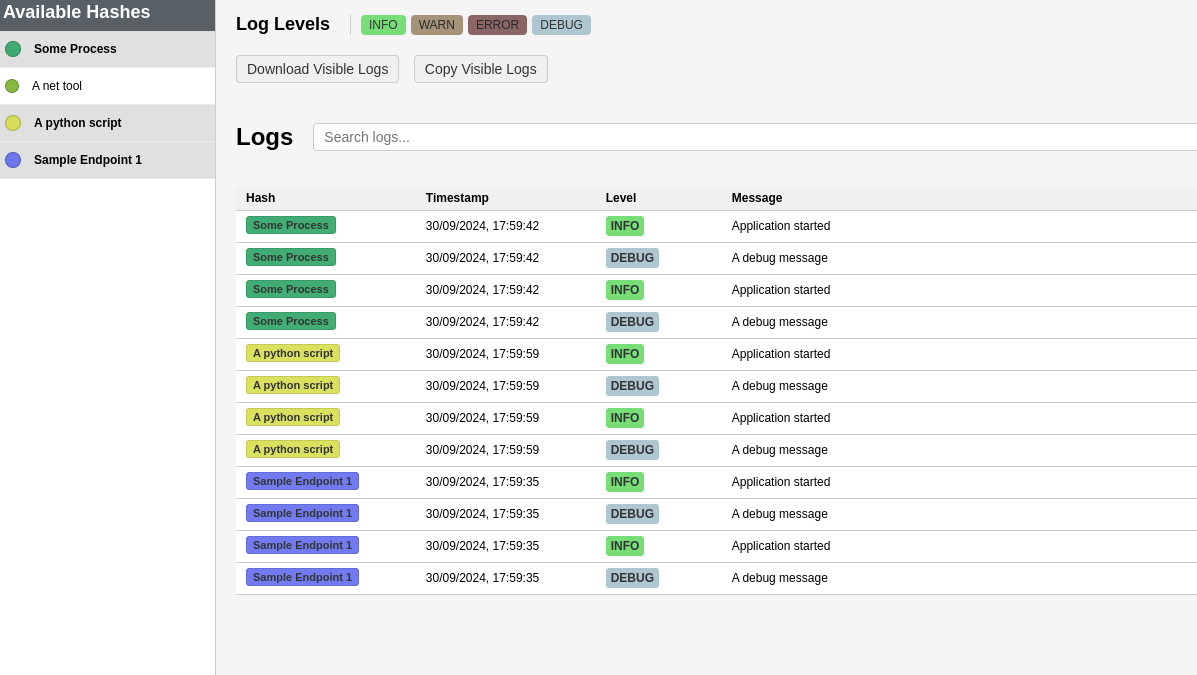 Available Hashes
Some Process
A net tool
A python script
Sample Endpoint 1
Log Levels INFO WARN ERROR DEBUG
Download Visible Logs Copy Visible Logs
Logs Search logs...
Hash Timestamp Level Message
Some Process 30/09/2024, 17:59:42 INFO Application started
Some Process 30/09/2024, 17:59:42 DEBUG A debug message
Some Process 30/09/2024, 17:59:42 INFO Application started
Some Process 30/09/2024, 17:59:42 DEBUG A debug message
A python script 30/09/2024, 17:59:59 INFO Application started
A python script 30/09/2024, 17:59:59 DEBUG A debug message
A python script 30/09/2024, 17:59:59 INFO Application started
A python script 30/09/2024, 17:59:59 DEBUG A debug message
Sample Endpoint 1 30/09/2024, 17:59:35 INFO Application started
Sample Endpoint 1 30/09/2024, 17:59:35 DEBUG A debug message
Sample Endpoint 1 30/09/2024, 17:59:35 INFO Application started
Sample Endpoint 1 30/09/2024, 17:59:35 DEBUG A debug message